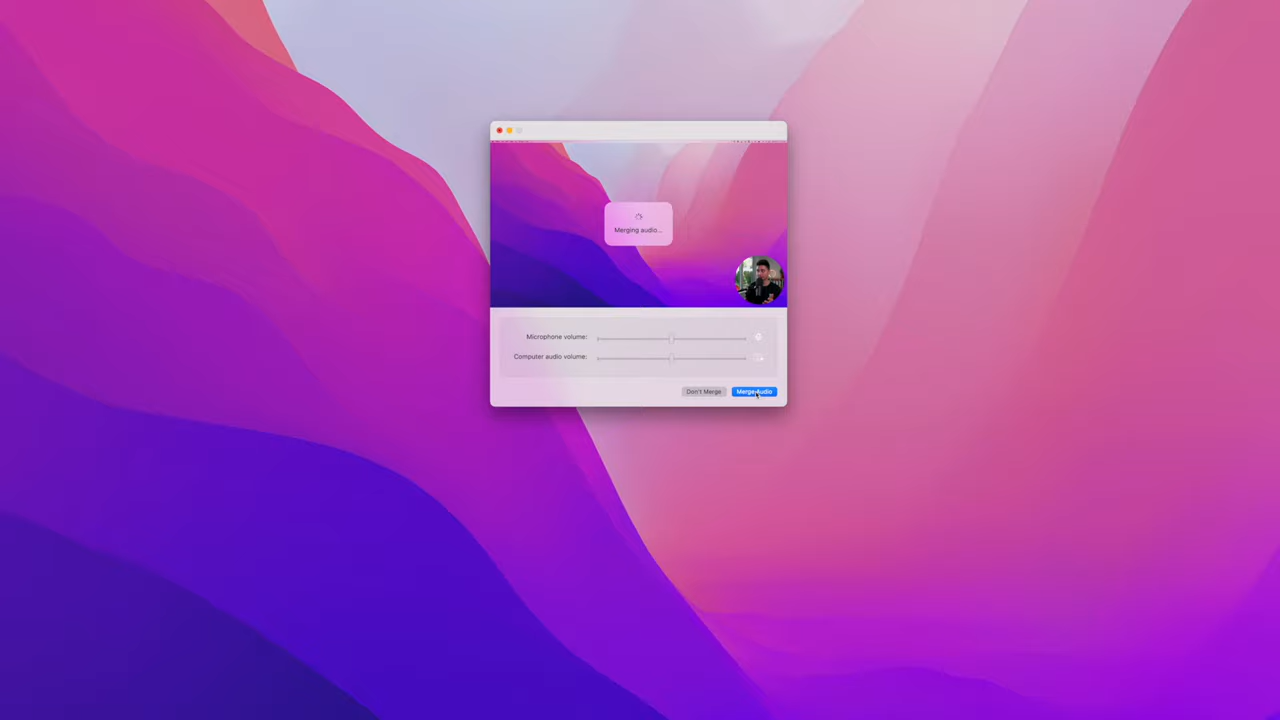 Merging audio...
Microphone volume:
Computer audio volume:
Don't Merge
Merge Audio